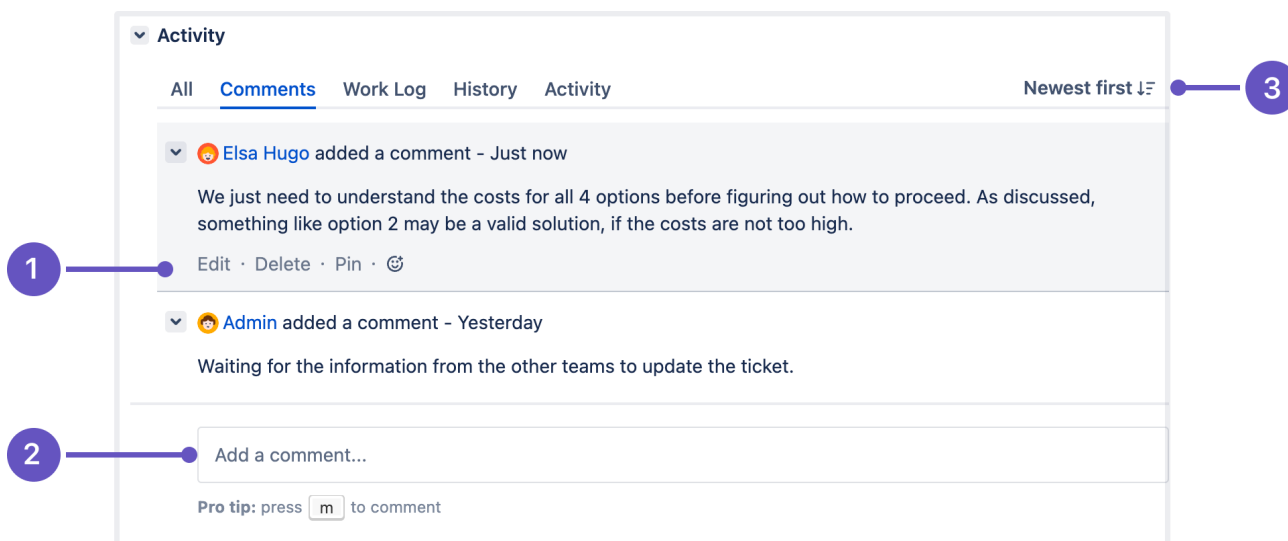 Activity
All Comments Work Log History Activity Newest first
3
Elsa Hugo added a comment - Just now
We just need to understand the costs for all 4 options before figuring out how to proceed. As discussed,
something like option 2 may be a valid solution, if the costs are not too high.
1
Edit · Delete · Pin ·
Admin added a comment - Yesterday
Waiting for the information from the other teams to update the ticket.
2
Add a comment...
Pro tip: press m to comment